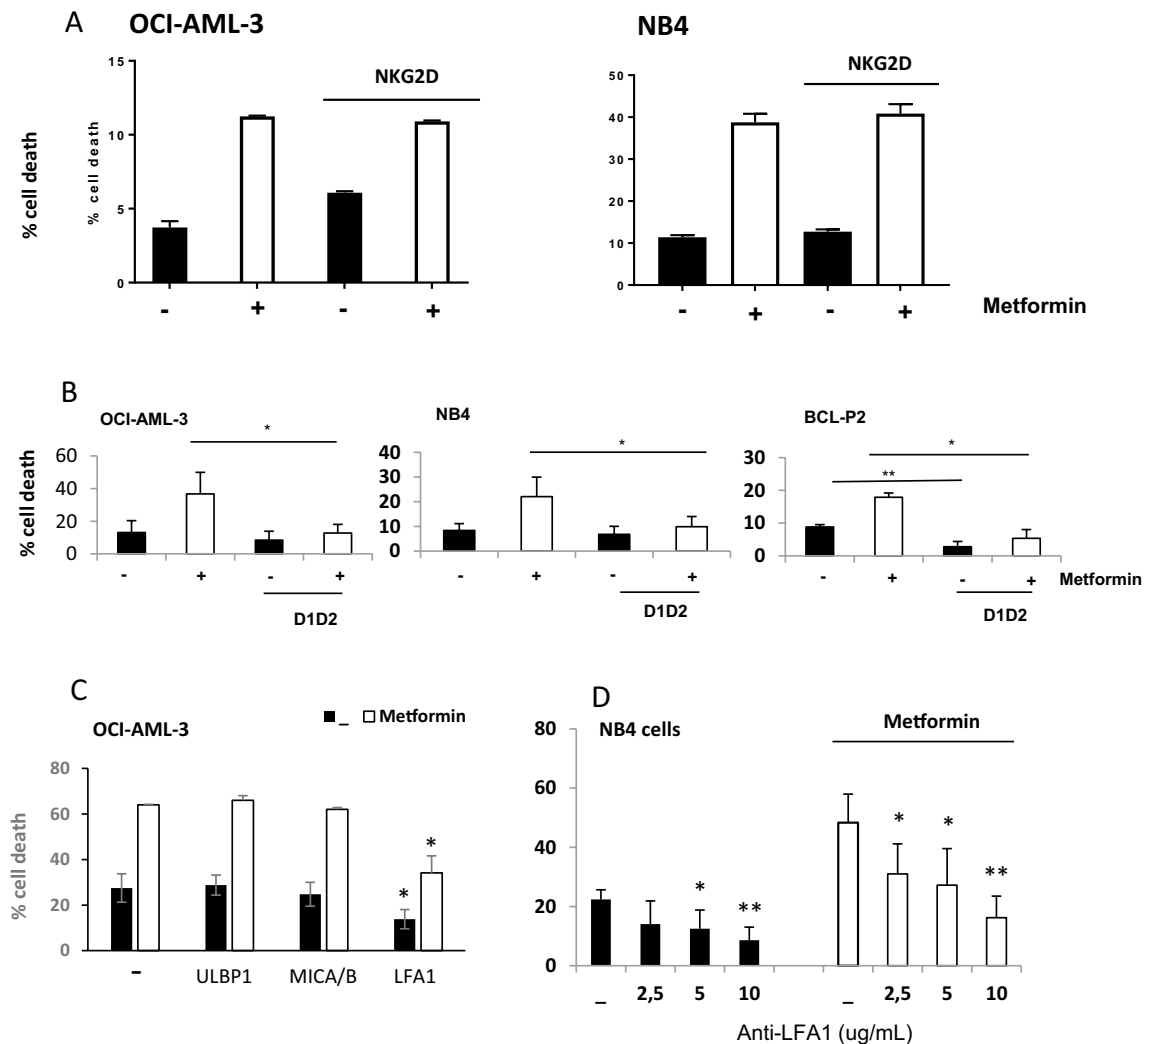 A
OCI-AML-3
NB4
NKG2D
NKG2D
% cell death
% cell death
15
10
5
0
50
40
30
20
10
0
- + - +
- + - +
Metformin
B
OCI-AML-3
NB4
BCL-P2
% cell death
60
40
20
0
*
40
30
20
10
0
*
30
20
10
0
**
*
- + - +
- + - +
- + - +
Metformin
D1D2
D1D2
D1D2
C
OCI-AML-3
_ Metformin
% cell death
80
60
40
20
0
*
*
– ULBP1 MICA/B LFA1
D
NB4 cells
Metformin
80
60
40
20
0
* **
* * **
_ 2,5 5 10 _ 2,5 5 10
Anti-LFA1 (ug/mL)